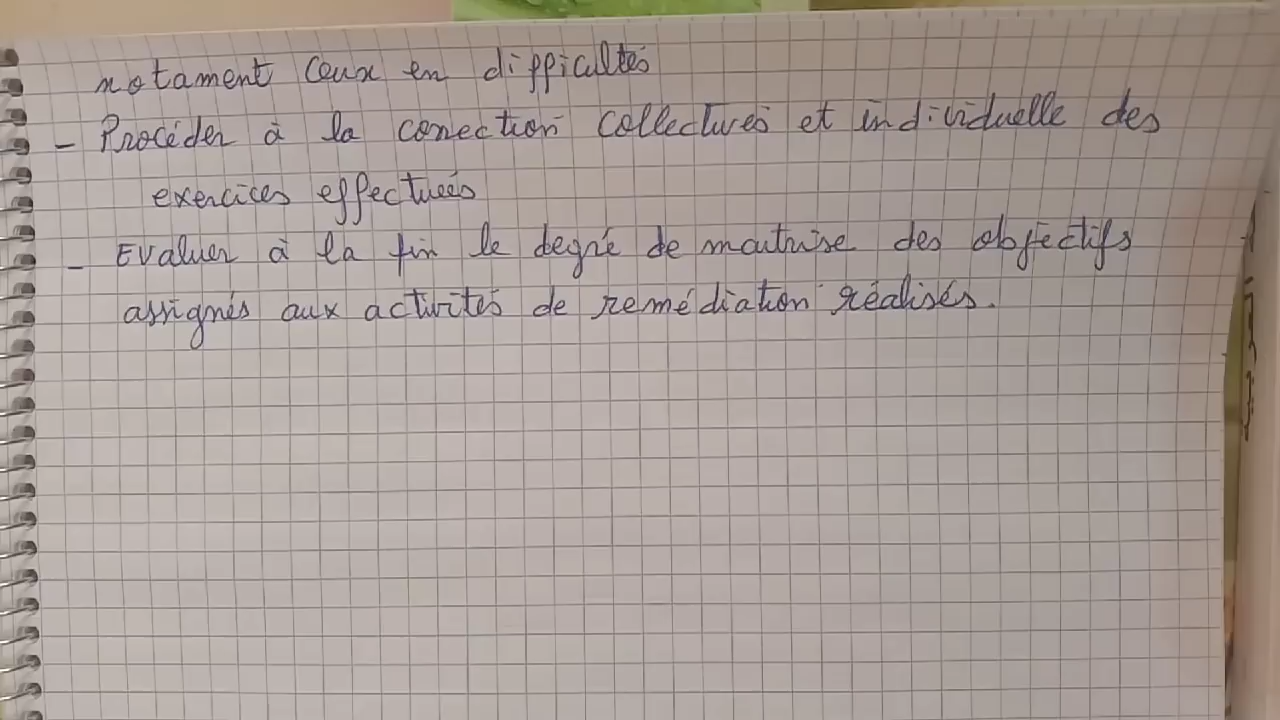 notament ceux en difficultés
- Procéder à la correction collectives et individuelle des
exercices effectués
- Evaluer à la fin le degré de maitrise des objectifs
assignés aux activités de remédiation réalisés.